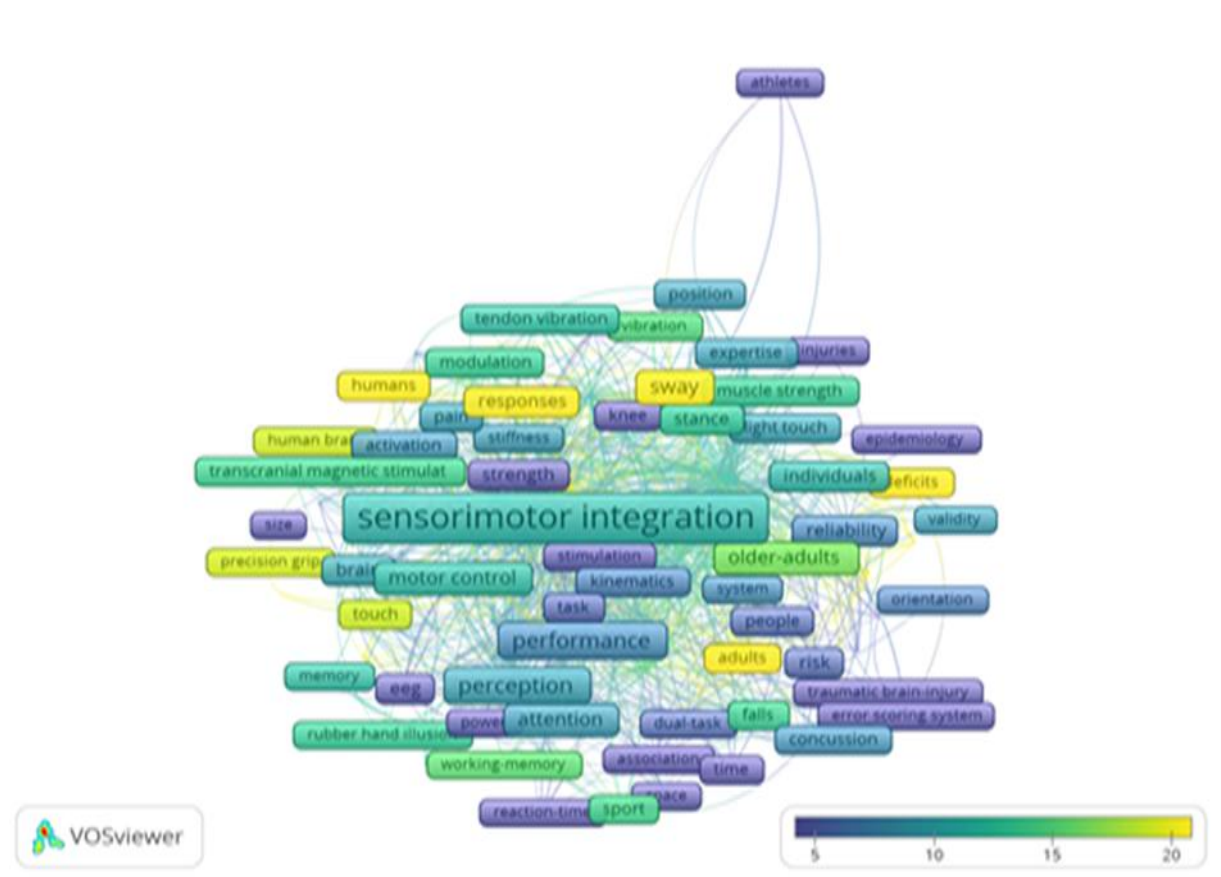 athletes
position
tendon vibration
vibration
expertise
injuries
modulation
humans
sway
muscle strength
responses
pain
knee
stance
light touch
human bra
activation
stiffness
epidemiology
transcranial magnetic stimulat
strength
individuals
eficits
sensorimotor integration
size
reliability
validity
precision grip
brain
stimulation
older-adults
motor control
kinematics
system
orientation
touch
task
people
performance
adults
risk
memory
eeg
perception
traumatic brain-injury
power
attention
dual-task
falls
error scoring system
rubber hand illusio
concussion
working-memory
association
time
space
reaction-time
sport
VOSviewer
5 10 15 20